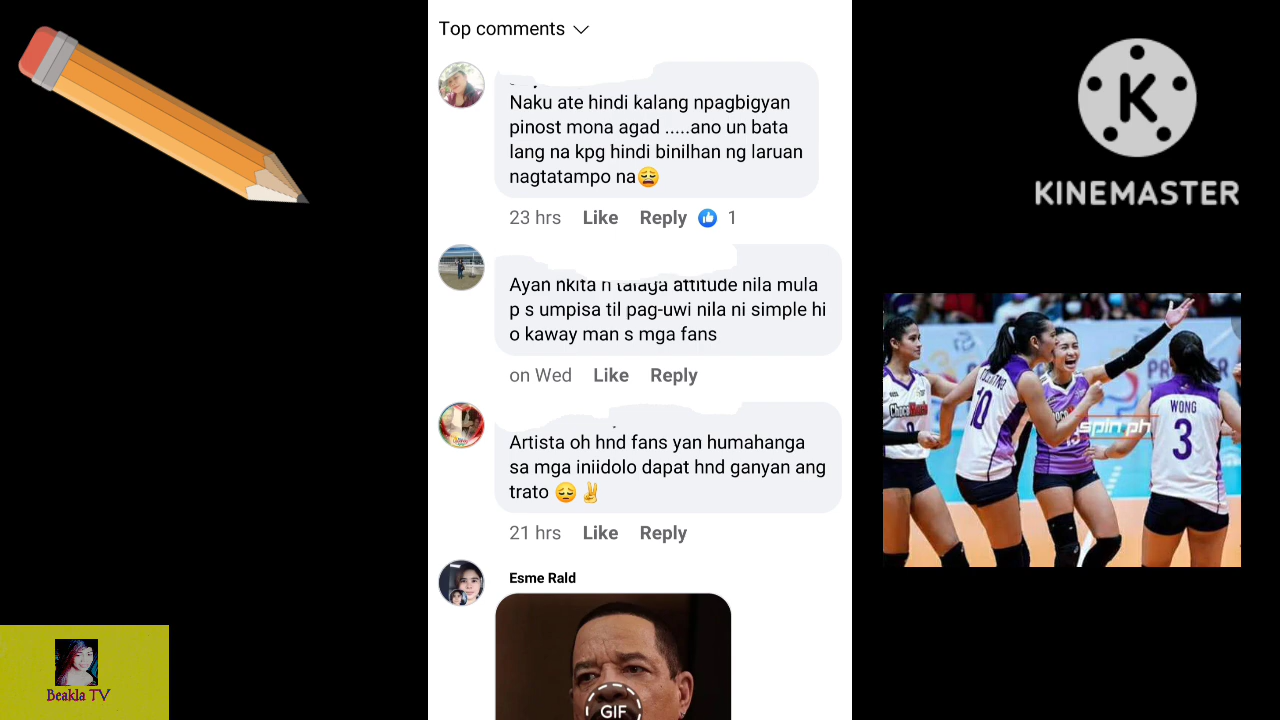 Top comments
Naku ate hindi kalang npagbigyan
pinost mona agad .....ano un bata
lang na kpg hindi binilhan ng laruan
nagtatampo na😩
23 hrs Like Reply 1
Ayan nkita n talaga attitude nila mula
p s umpisa til pag-uwi nila ni simple hi
o kaway man s mga fans
on Wed Like Reply
Artista oh hnd fans yan humahanga
sa mga iniidolo dapat hnd ganyan ang
trato 😔✌
21 hrs Like Reply
Esme Rald
GIF
K
KINEMASTER
10
WONG
3
spin ph
Beakla TV